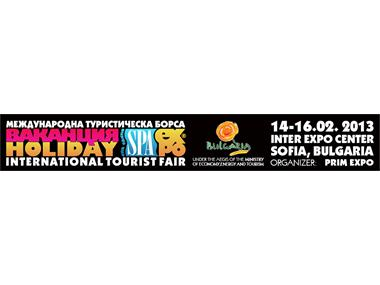 МЕЖДУНАРОДНА ТУРИСТИЧЕСКА БОРСА
ВАКАНЦИЯ
HOLIDAY
SPA
EXPO
INTERNATIONAL TOURIST FAIR
BULGARIA
UNDER THE AEGIS OF THE MINISTRY
OF ECONOMY,ENERGY AND TOURISM
14-16.02. 2013
INTER EXPO CENTER
SOFIA, BULGARIA
ORGANIZER: PRIM EXPO